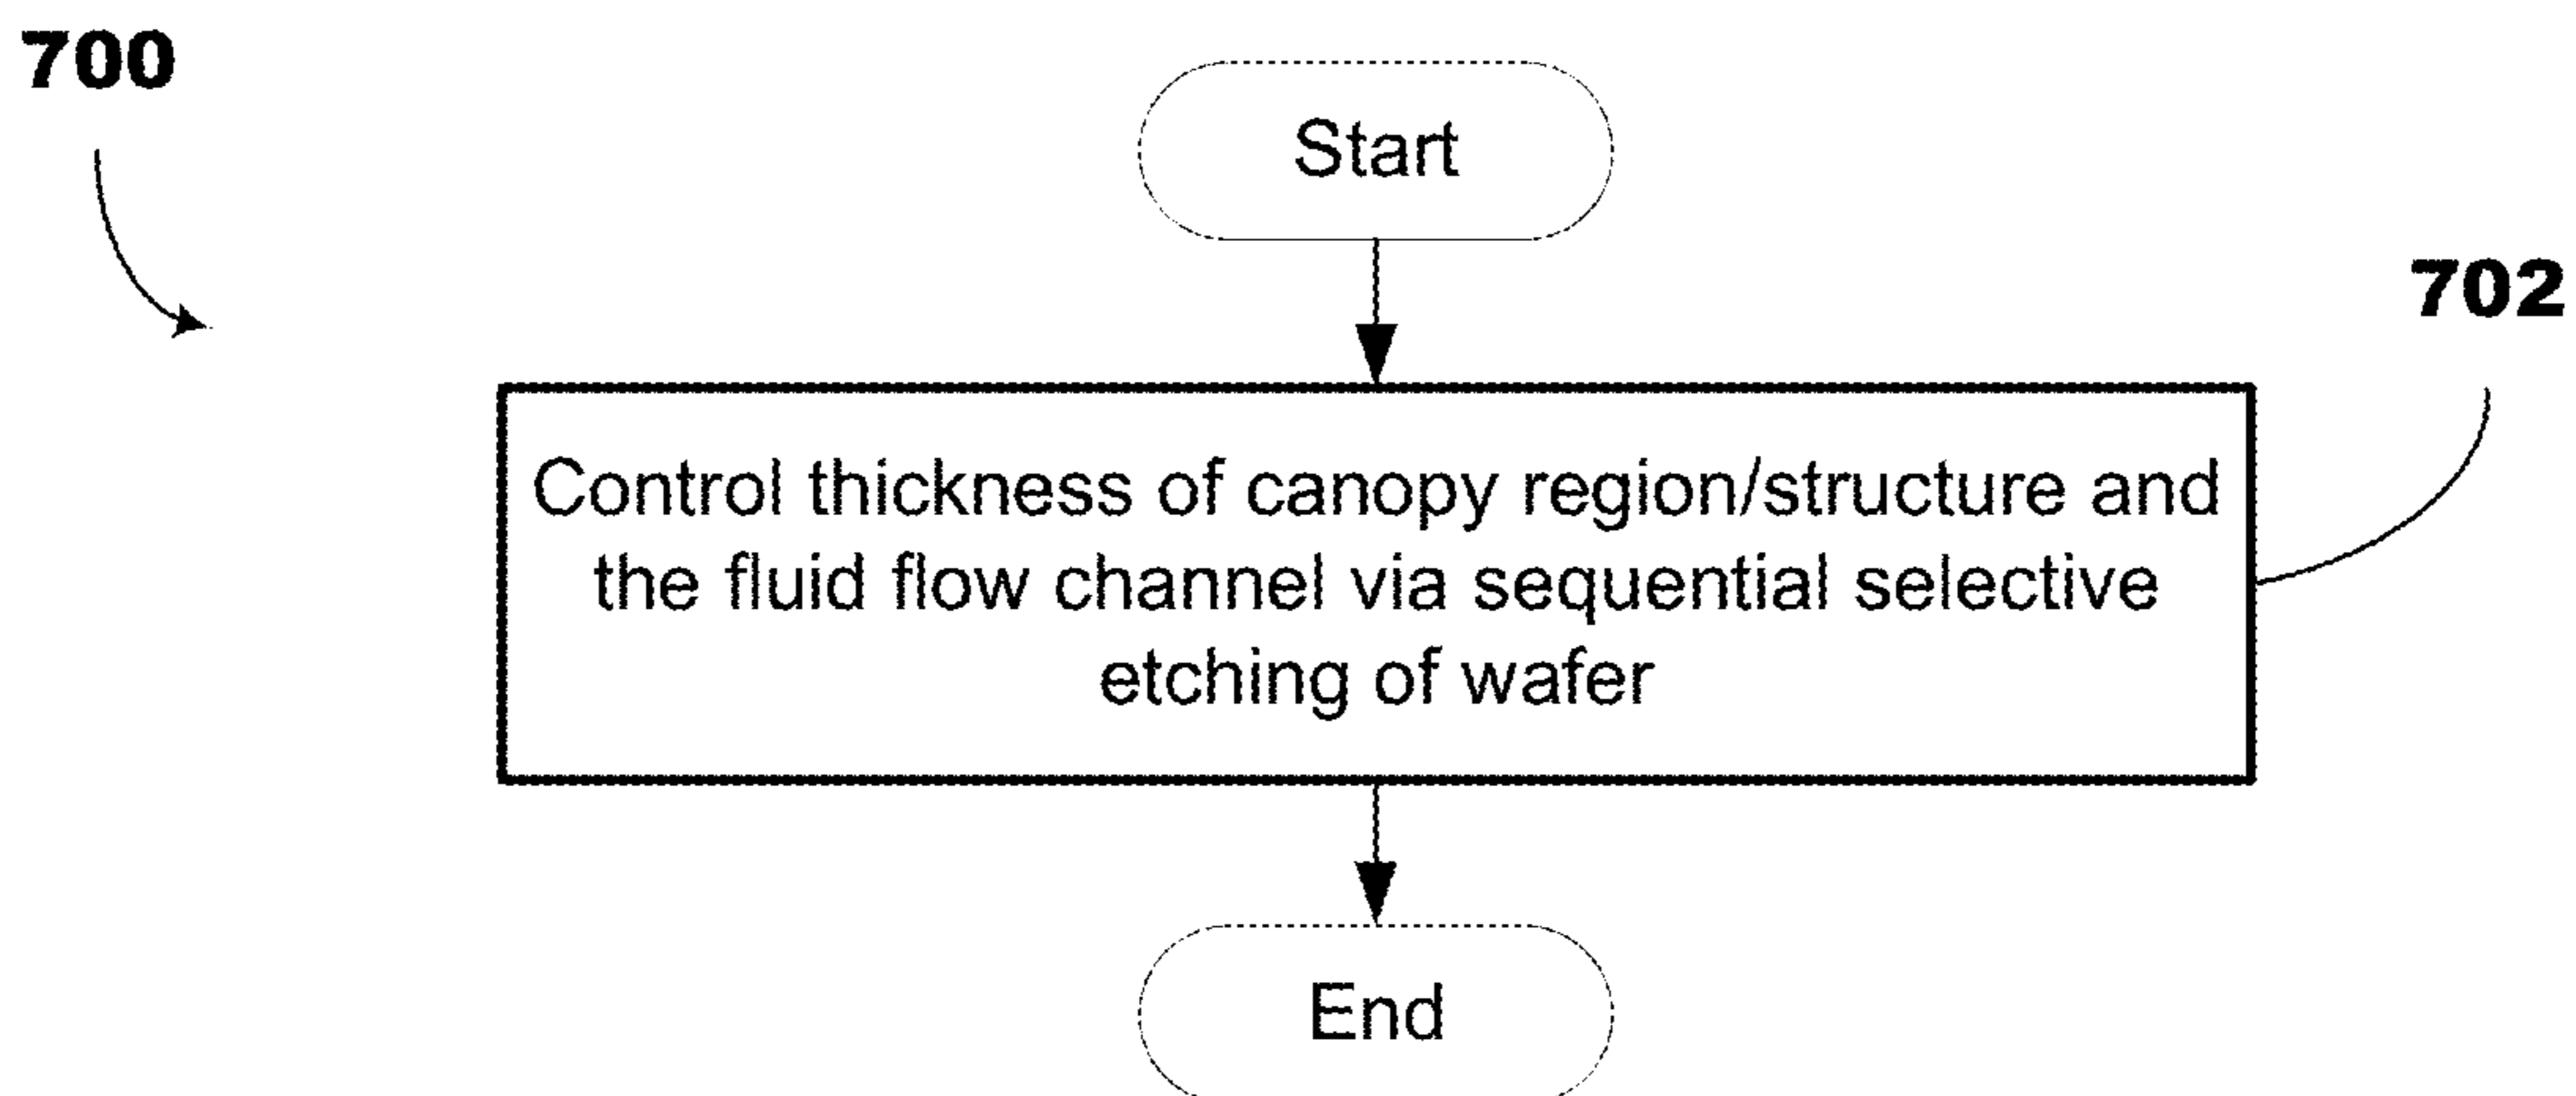 700
Start
702
Control thickness of canopy region/structure and
the fluid flow channel via sequential selective
etching of wafer
End